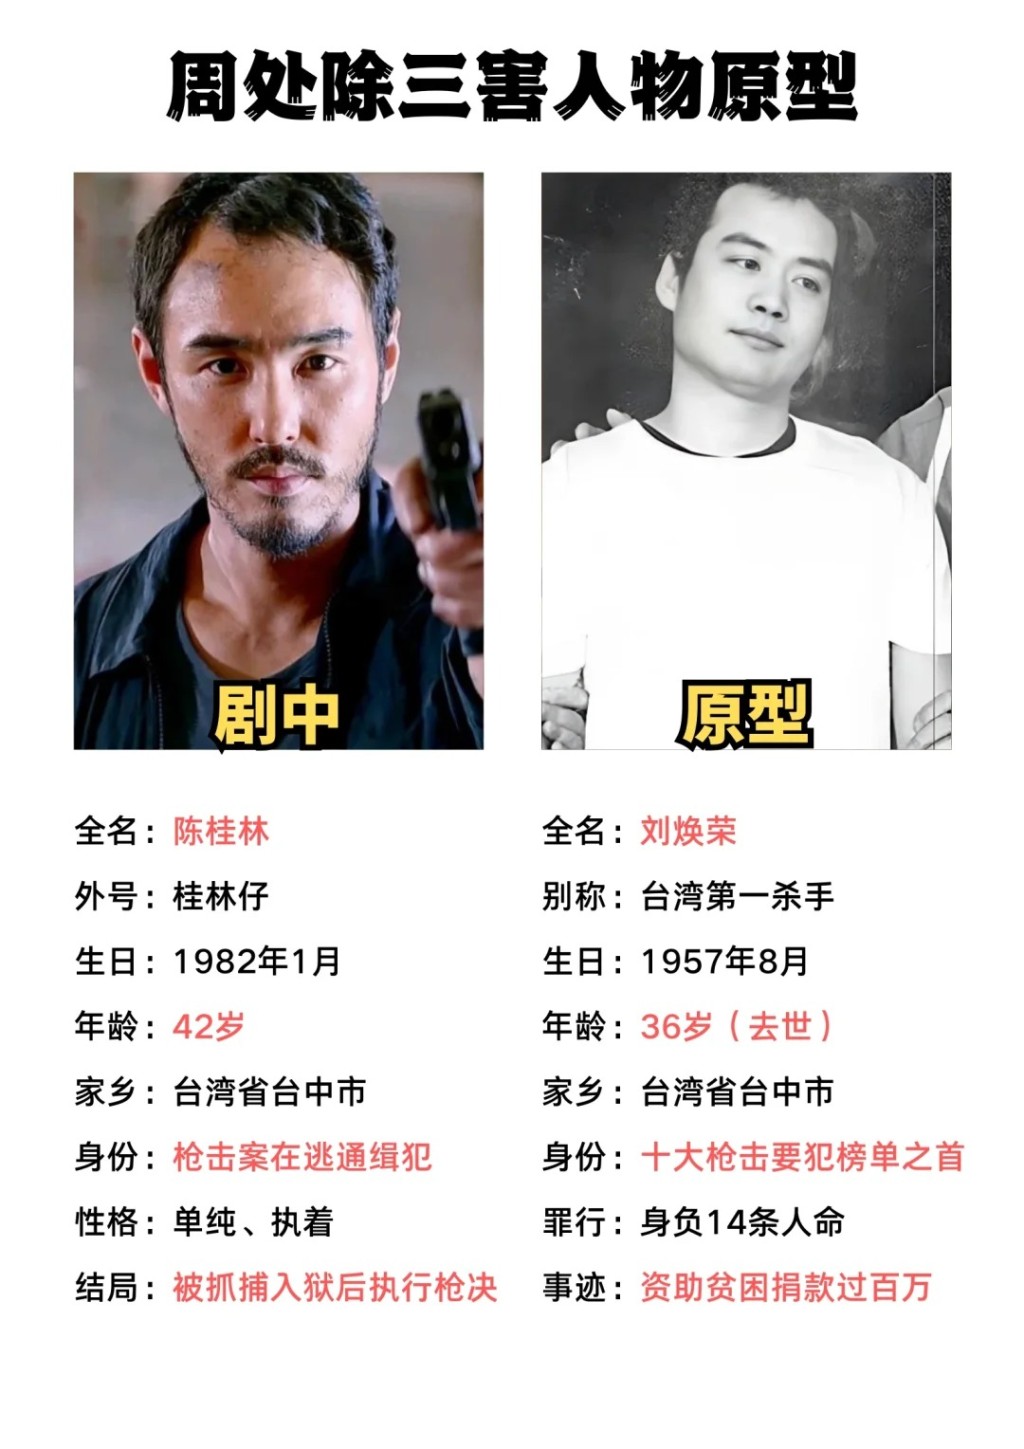 周处除三害人物原型
剧中
原型
全名：陈桂林
外号：桂林仔
生日：1982年1月
年龄：42岁
家乡：台湾省台中市
身份：枪击案在逃通缉犯
性格：单纯、执着
结局：被抓捕入狱后执行枪决
全名：刘焕荣
别称：台湾第一杀手
生日：1957年8月
年龄：36岁（去世）
家乡：台湾省台中市
身份：十大枪击要犯榜单之首
罪行：身负14条人命
事迹：资助贫困捐款过百万